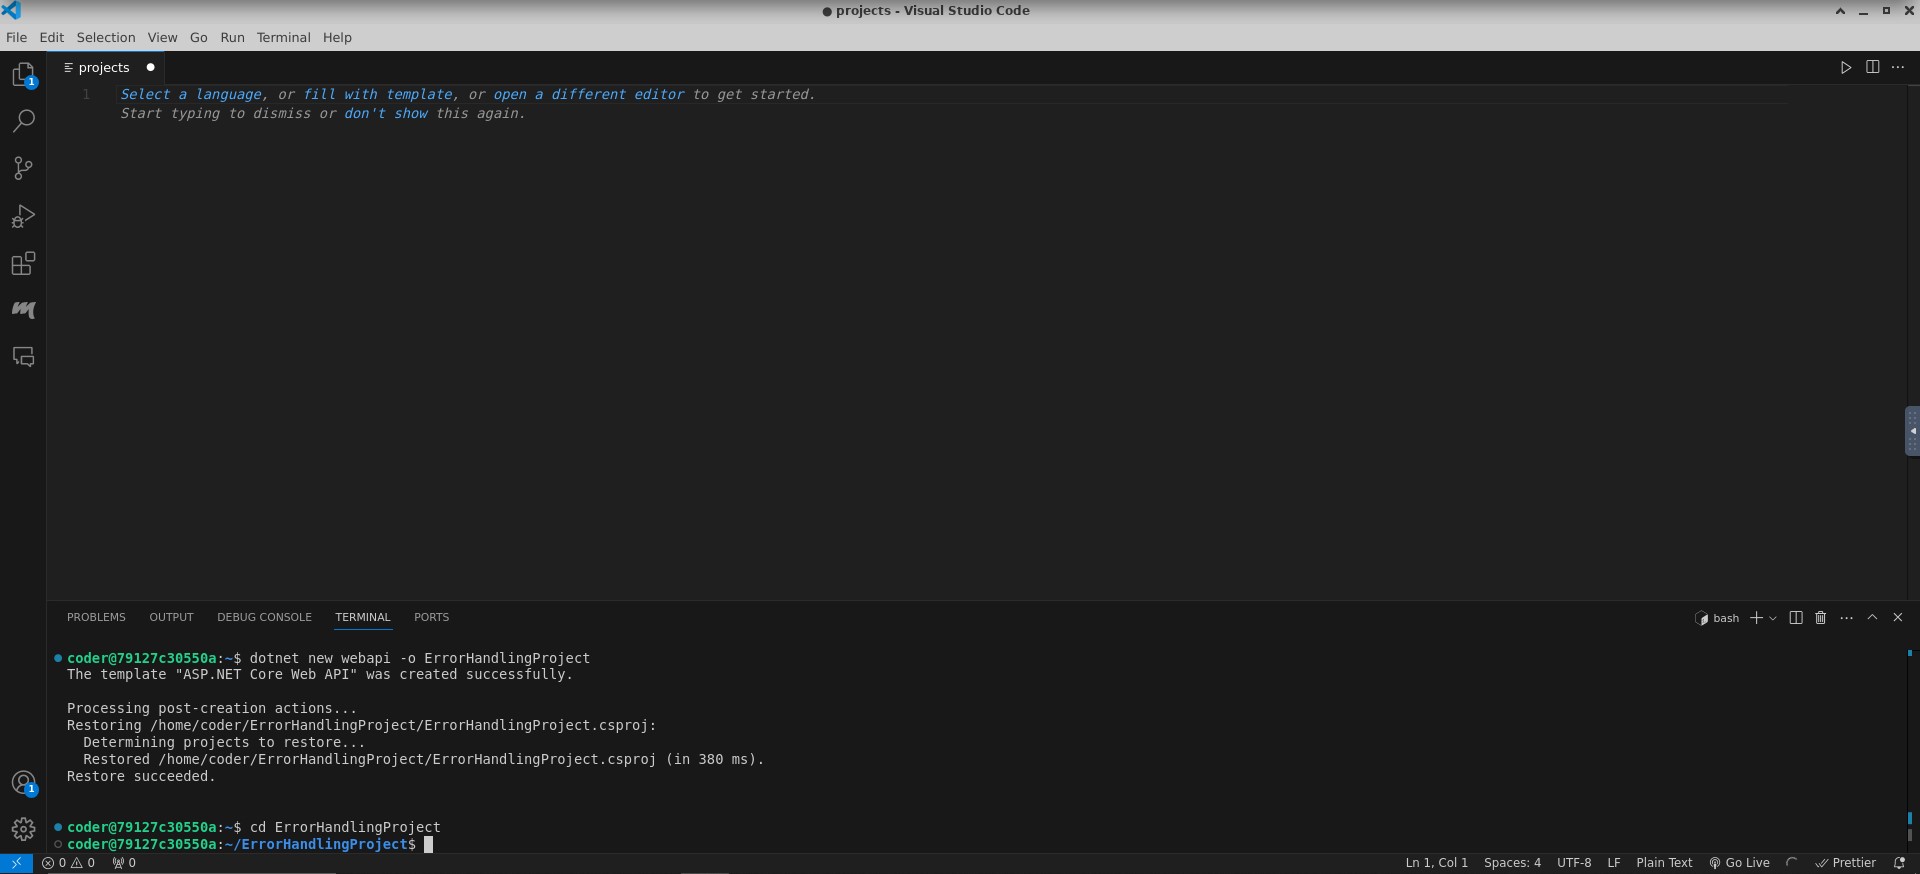 ● projects - Visual Studio Code
File Edit Selection View Go Run Terminal Help
1
projects ●
1 Select a language, or fill with template, or open a different editor to get started.
Start typing to dismiss or don't show this again.
PROBLEMS OUTPUT DEBUG CONSOLE TERMINAL PORTS
bash
coder@79127c30550a:~$ dotnet new webapi -o ErrorHandlingProject
The template "ASP.NET Core Web API" was created successfully.
Processing post-creation actions...
Restoring /home/coder/ErrorHandlingProject/ErrorHandlingProject.csproj:
Determining projects to restore...
Restored /home/coder/ErrorHandlingProject/ErrorHandlingProject.csproj (in 380 ms).
Restore succeeded.
1
coder@79127c30550a:~$ cd ErrorHandlingProject
coder@79127c30550a:~/ErrorHandlingProject$
0 0 0 Ln 1, Col 1 Spaces: 4 UTF-8 LF Plain Text Go Live Prettier